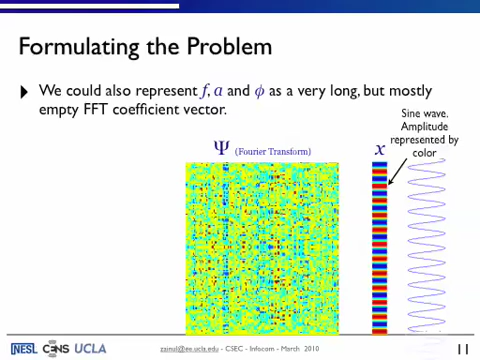 Formulating the Problem
We could also represent f, a and ϕ as a very long, but mostly
empty FFT coefficient vector.
Sine wave.
Amplitude
represented by
color
Ψ (Fourier Transform)
x
NESL CENS UCLA
zainul@ee.ucla.edu - CSEC - Infocom - March 2010
11